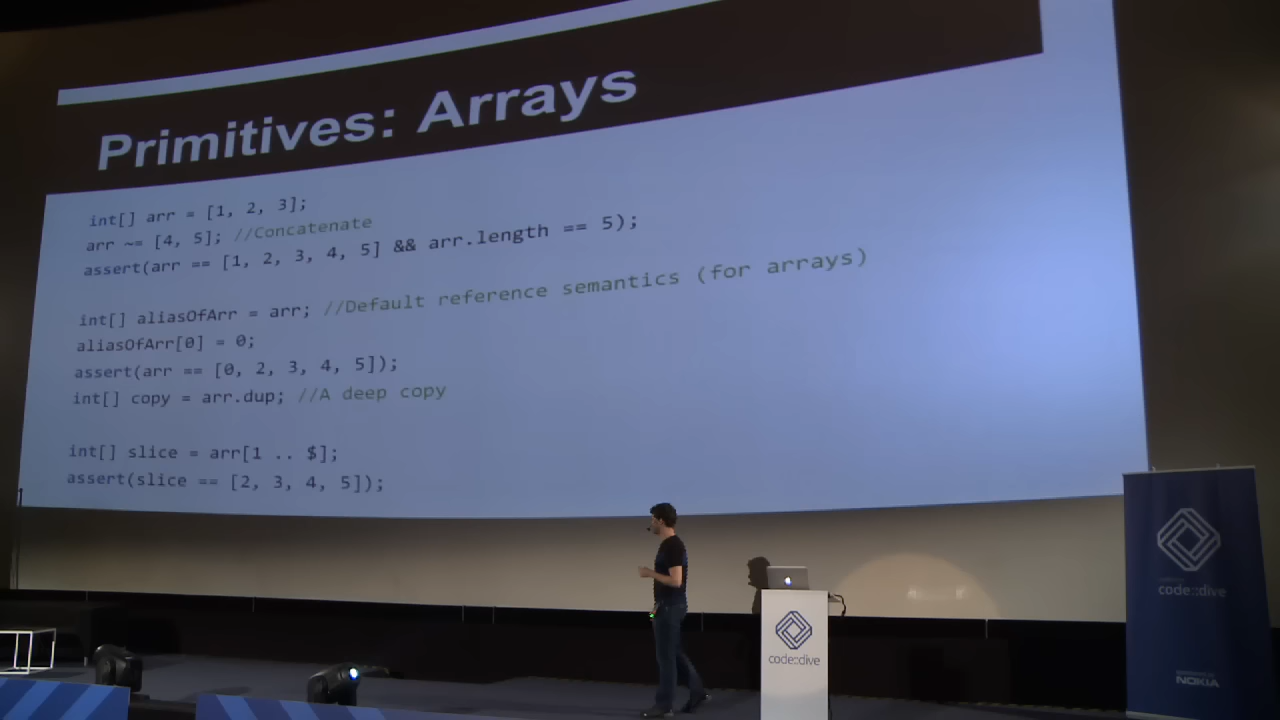 Primitives: Arrays
int[] arr = [1, 2, 3];
arr ~= [4, 5]; //Concatenate
assert(arr == [1, 2, 3, 4, 5] && arr.length == 5);
int[] aliasOfArr = arr; //Default reference semantics (for arrays)
aliasOfArr[0] = 0;
assert(arr == [0, 2, 3, 4, 5]);
int[] copy = arr.dup; //A deep copy
int[] slice = arr[1 .. $];
assert(slice == [2, 3, 4, 5]);
code::dive
code::dive
NOKIA